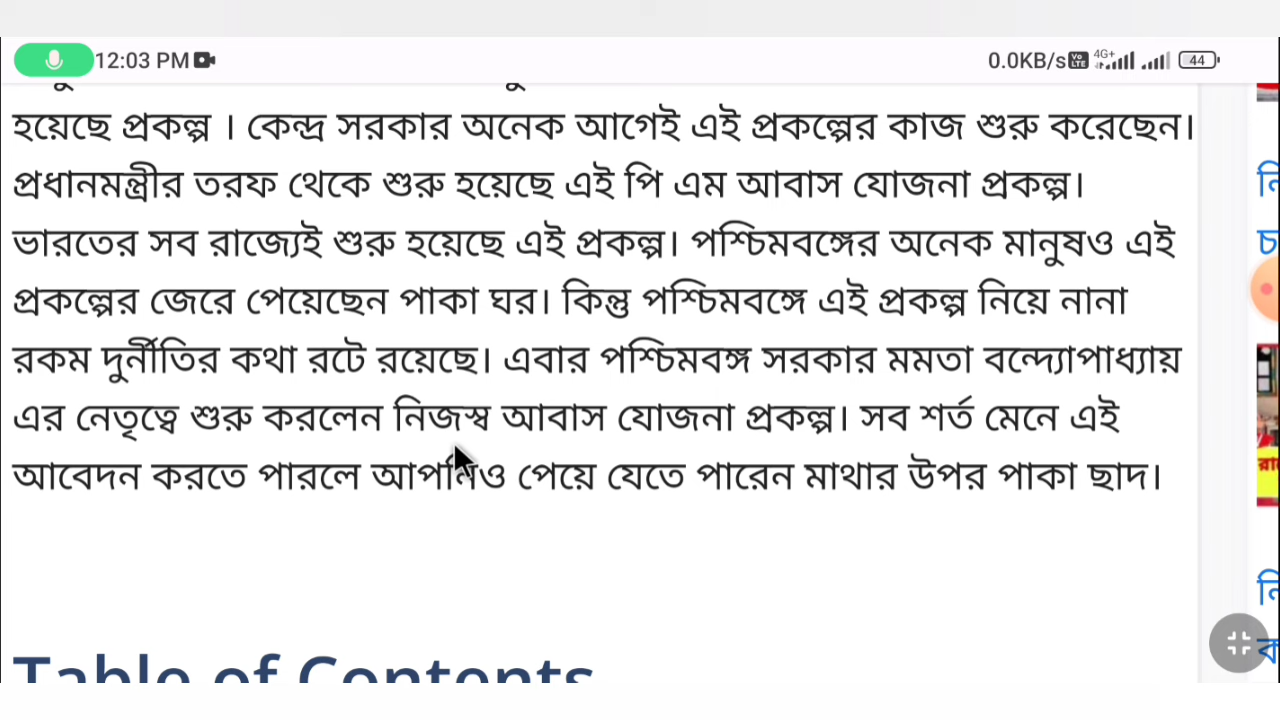 12:03 PM
0.0KB/s Vo LTE 4G+ 44
হয়েছে প্রকল্প । কেন্দ্র সরকার অনেক আগেই এই প্রকল্পের কাজ শুরু করেছেন।
প্রধানমন্ত্রীর তরফ থেকে শুরু হয়েছে এই পি এম আবাস যোজনা প্রকল্প।
ভারতের সব রাজ্যেই শুরু হয়েছে এই প্রকল্প। পশ্চিমবঙ্গের অনেক মানুষও এই
প্রকল্পের জেরে পেয়েছেন পাকা ঘর। কিন্তু পশ্চিমবঙ্গে এই প্রকল্প নিয়ে নানা
রকম দুর্নীতির কথা রটে রয়েছে। এবার পশ্চিমবঙ্গ সরকার মমতা বন্দ্যোপাধ্যায়
এর নেতৃত্বে শুরু করলেন নিজস্ব আবাস যোজনা প্রকল্প। সব শর্ত মেনে এই
আবেদন করতে পারলে আপনিও পেয়ে যেতে পারেন মাথার উপর পাকা ছাদ।
Table of Contents